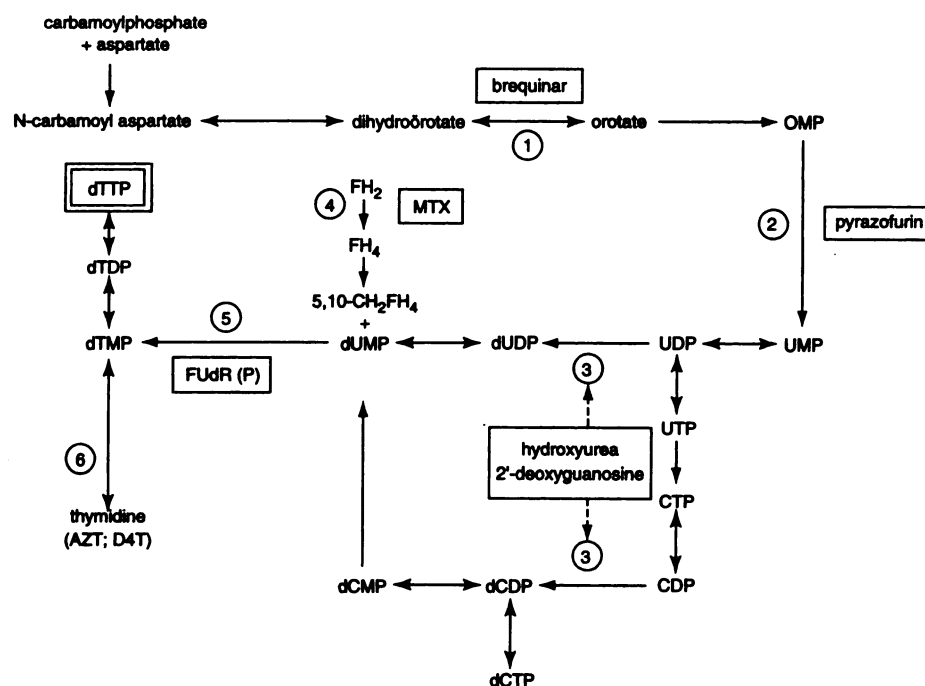 carbamoylphosphate
+ aspartate
brequinar
N-carbamoyl aspartate
dihydroörotate
orotate
OMP
1
dTTP
4
FH2
MTX
2
pyrazofurin
FH4
dTDP
5,10-CH2FH4
5
+
dTMP
dUMP
dUDP
UDP
UMP
FUdR (P)
3
UTP
hydroxyurea
2'-deoxyguanosine
6
CTP
thymidine
(AZT; D4T)
3
dCMP
dCDP
CDP
dCTP